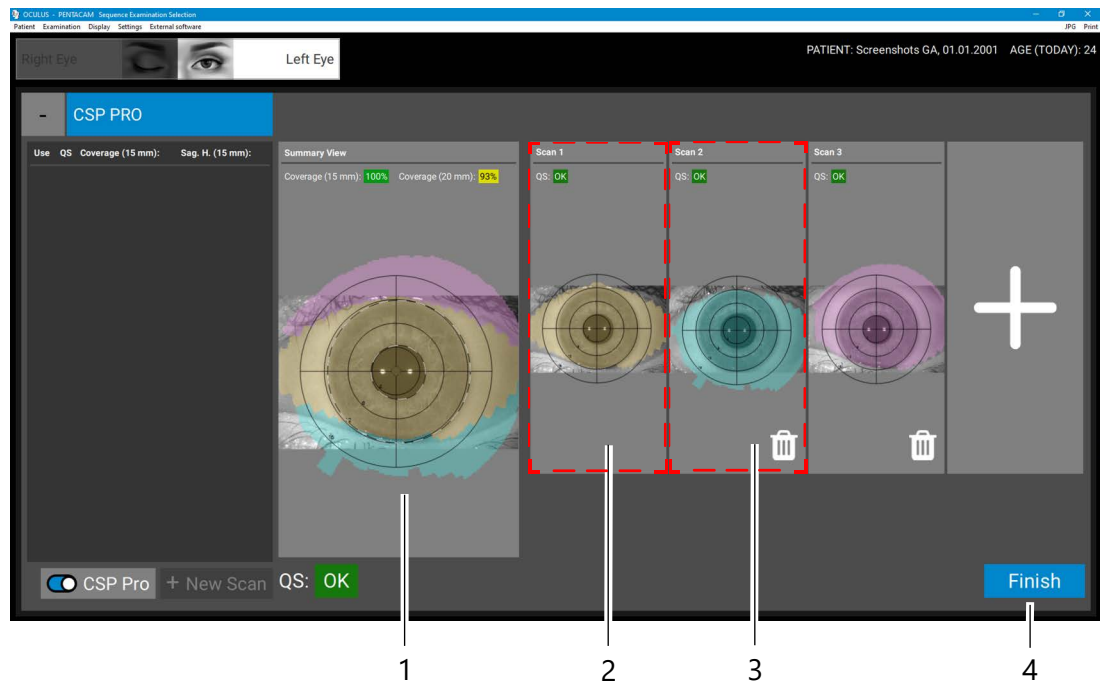 OCULUS - PENTACAM Sequence Examination Selection
Patient Examination Display Settings External software JPG Print
Right Eye Left Eye PATIENT: Screenshots GA, 01.01.2001 AGE (TODAY): 24
- CSP PRO
Use QS Coverage (15 mm): Sag. H. (15 mm): Summary View Scan 1 Scan 2 Scan 3
Coverage (15 mm): 100% Coverage (20 mm): 93% QS: OK QS: OK QS: OK
CSP Pro + New Scan QS: OK Finish
1 2 3 4